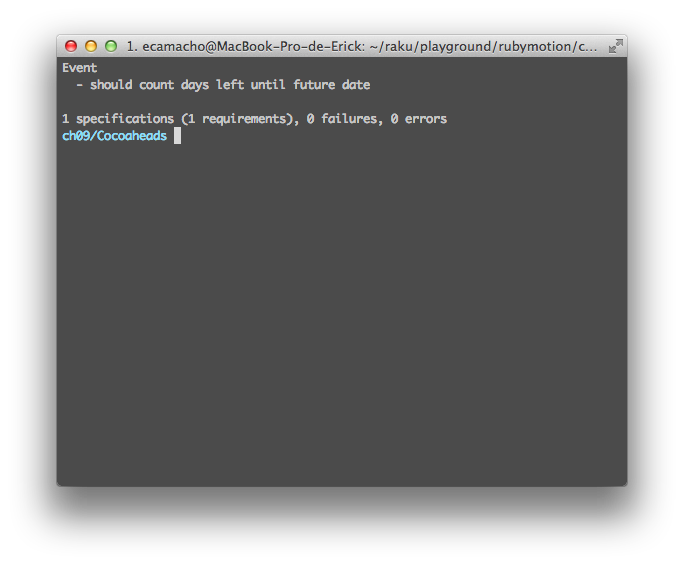 1. ecamacho@MacBook-Pro-de-Erick: ~/raku/playground/rubymotion/c...
Event
- should count days left until future date
1 specifications (1 requirements), 0 failures, 0 errors
ch09/Cocoaheads